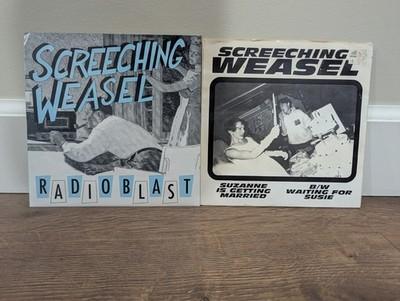 SCREECHING
WEASEL
RADIOBLAST
SCREECHING
WEASEL
SUZANNE
IS GETTING
MARRIED
B/W
WAITING FOR
SUSIE